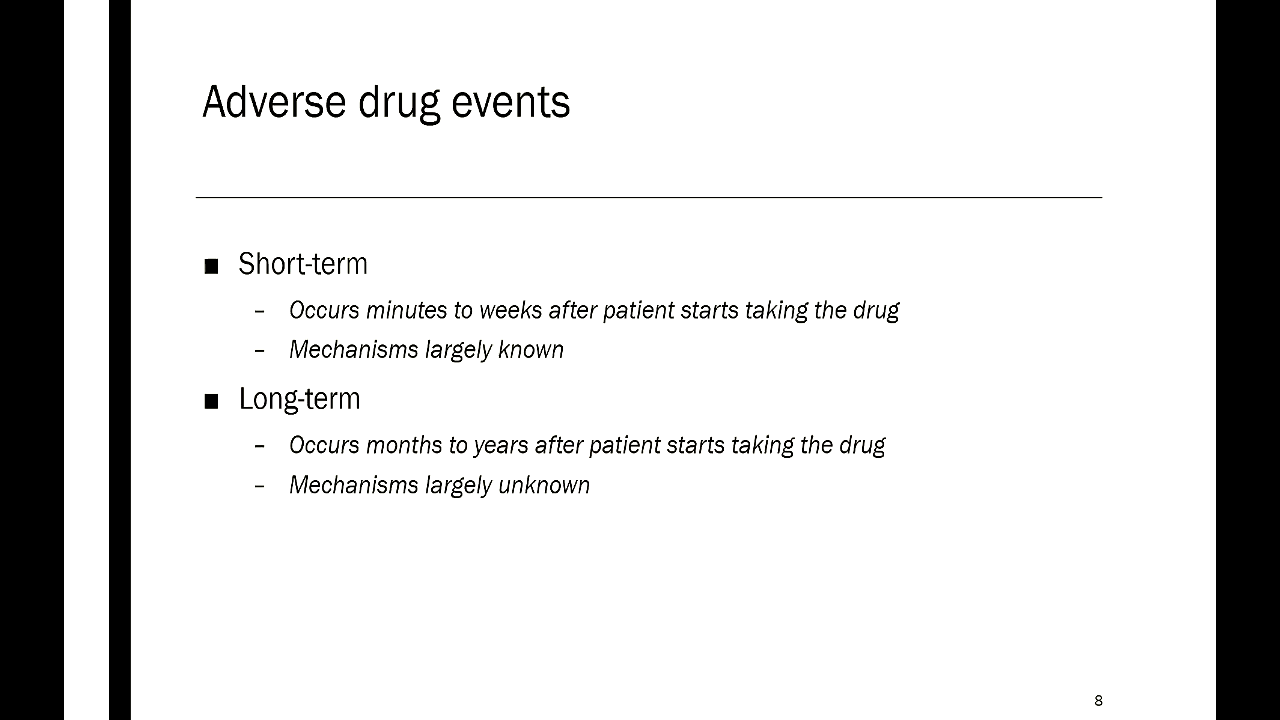 Adverse drug events
■ Short-term
– Occurs minutes to weeks after patient starts taking the drug
– Mechanisms largely known
■ Long-term
– Occurs months to years after patient starts taking the drug
– Mechanisms largely unknown
8